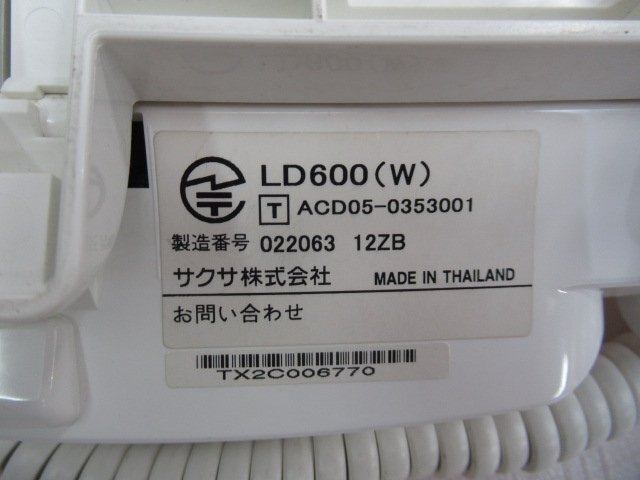 LD600(W)
T ACD05-0353001
製造番号 022063 12ZB
サクサ株式会社 MADE IN THAILAND
お問い合わせ
TX2C006770